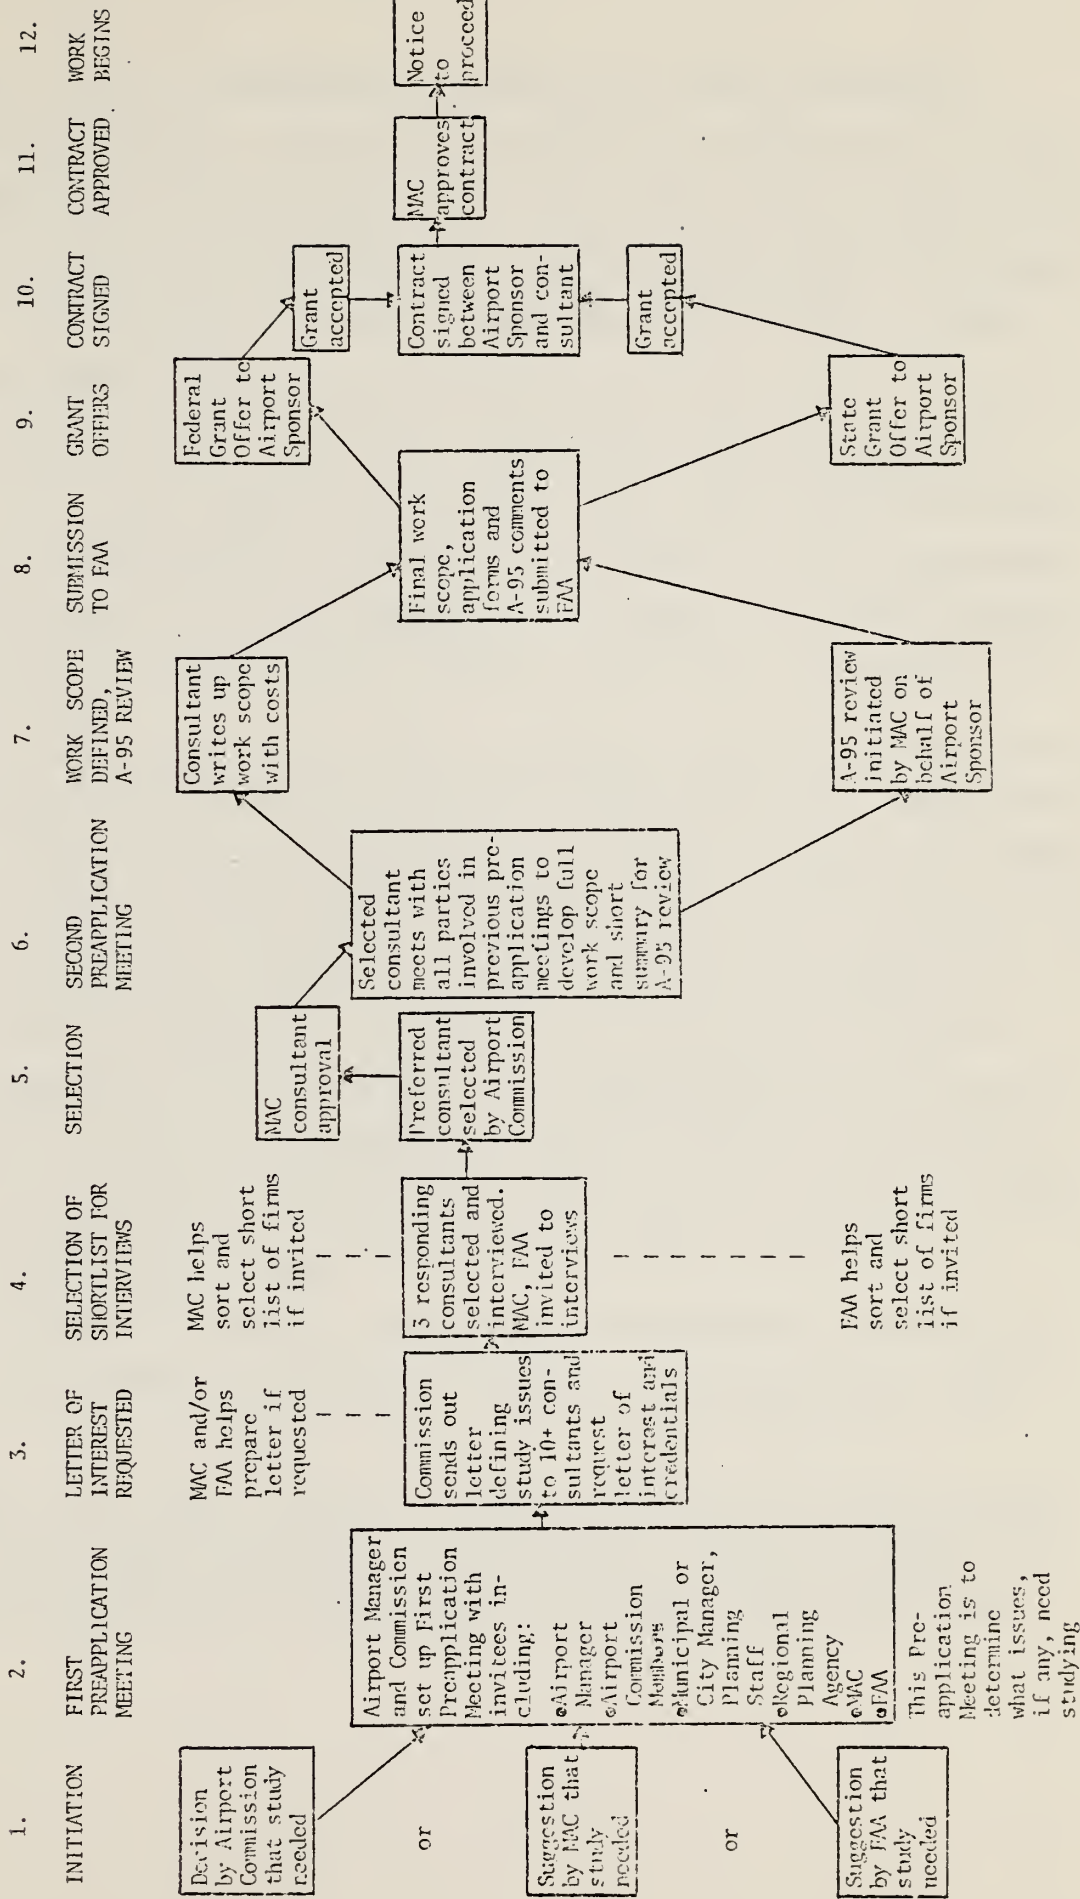 1.
INITIATION
Decision
by Airport
Commission
that study
needed
or
Suggestion
by MAC that
study
needed
or
Suggestion
by FAA that
study
needed
2.
FIRST
PREAPPLICATION
MEETING
Airport Manager
and Commission
set up First
Preapplication
Meeting with
invitees in-
cluding:
●Airport
Manager
●Airport
Commission
Members
●Municipal or
City Manager,
Planning
Staff
●Regional
Planning
Agency
●MAC
●FAA
This Pre-
application
Meeting is to
determine
what issues,
if any, need
studying
3.
LETTER OF
INTEREST
REQUESTED
MAC and/or
FAA helps
prepare
letter if
requested
Commission
sends out
letter
defining
study issues
to 10+ con-
sultants and
request
letter of
interest and
credentials
4.
SELECTION OF
SHORTLIST FOR
INTERVIEWS
MAC helps
sort and
select short
list of firms
if invited
3 responding
consultants
selected and
interviewed.
MAC, FAA
invited to
interviews
FAA helps
sort and
select short
list of firms
if invited
5.
SELECTION
MAC
consultant
approval
Preferred
consultant
selected
by Airport
Commission
6.
SECOND
PREAPPLICATION
MEETING
Selected
consultant
meets with
all parties
involved in
previous pre-
application
meetings to
develop full
work scope
and short
summary for
A-95 review
7.
WORK SCOPE
DEFINED,
A-95 REVIEW
Consultant
writes up
work scope
with costs
A-95 review
initiated
by MAC on
behalf of
Airport
Sponsor
8.
SUBMISSION
TO FAA
Final work
scope,
application
forms and
A-95 comments
submitted to
FAA
9.
GRANT
OFFERS
Federal
Grant
Offer to
Airport
Sponsor
State
Grant
Offer to
Airport
Sponsor
10.
CONTRACT
SIGNED
Grant
accepted
Contract
signed
between
Airport
Sponsor
and con-
sultant
Grant
accepted
11.
CONTRACT
APPROVED
MAC
approves
contract
12.
WORK
BEGINS
Notice
to
proceed